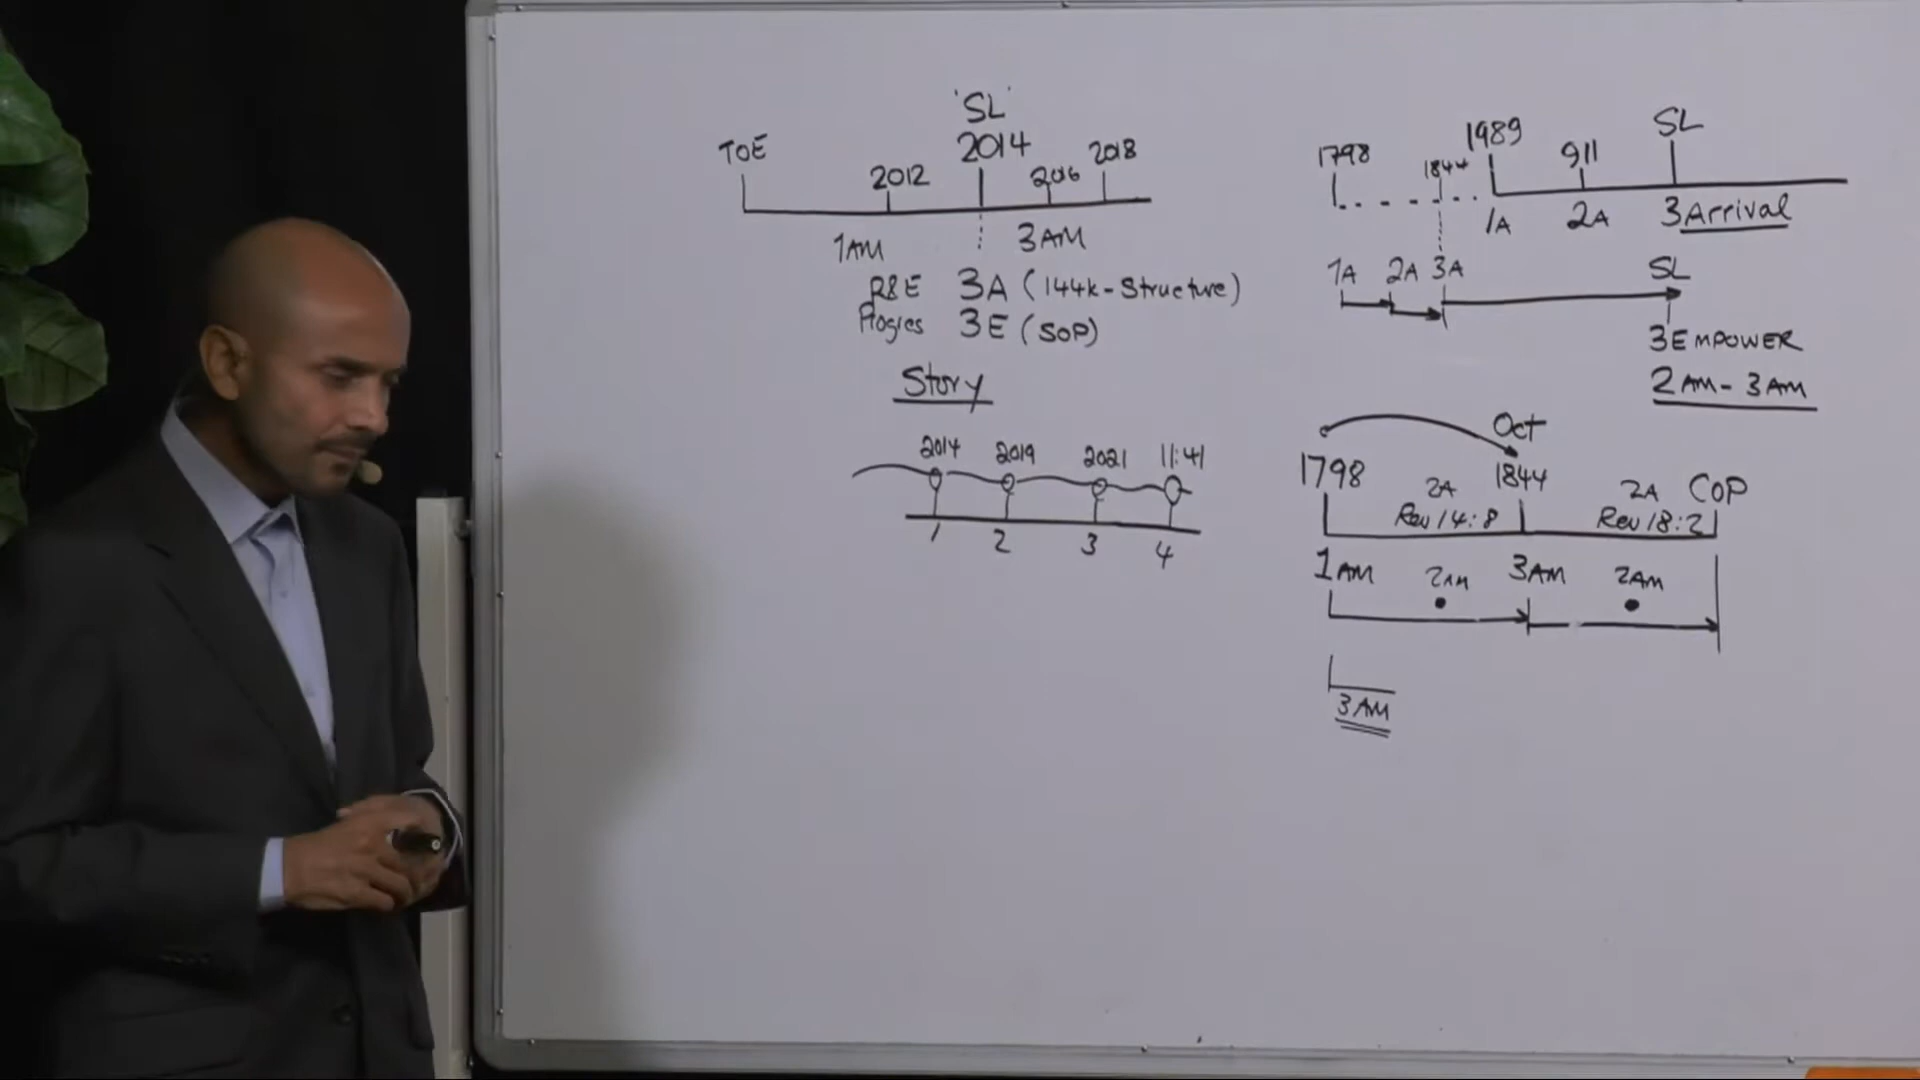 'SL'
TOE 2012 2014 2016 2018
1AM 3AM
R&E 3A (144k-Structure)
Progres 3E (SOP)
Story
2014 2019 2021 11:41
1 2 3 4
1798 1844 1989 911 SL
1A 2A 3Arrival
1A 2A 3A SL
3EMPOWER
2AM-3AM
Oct
1798 2A 1844 2A COP
Rev 14:8 Rev 18:2
1AM 2AM 3AM 2AM
3AM